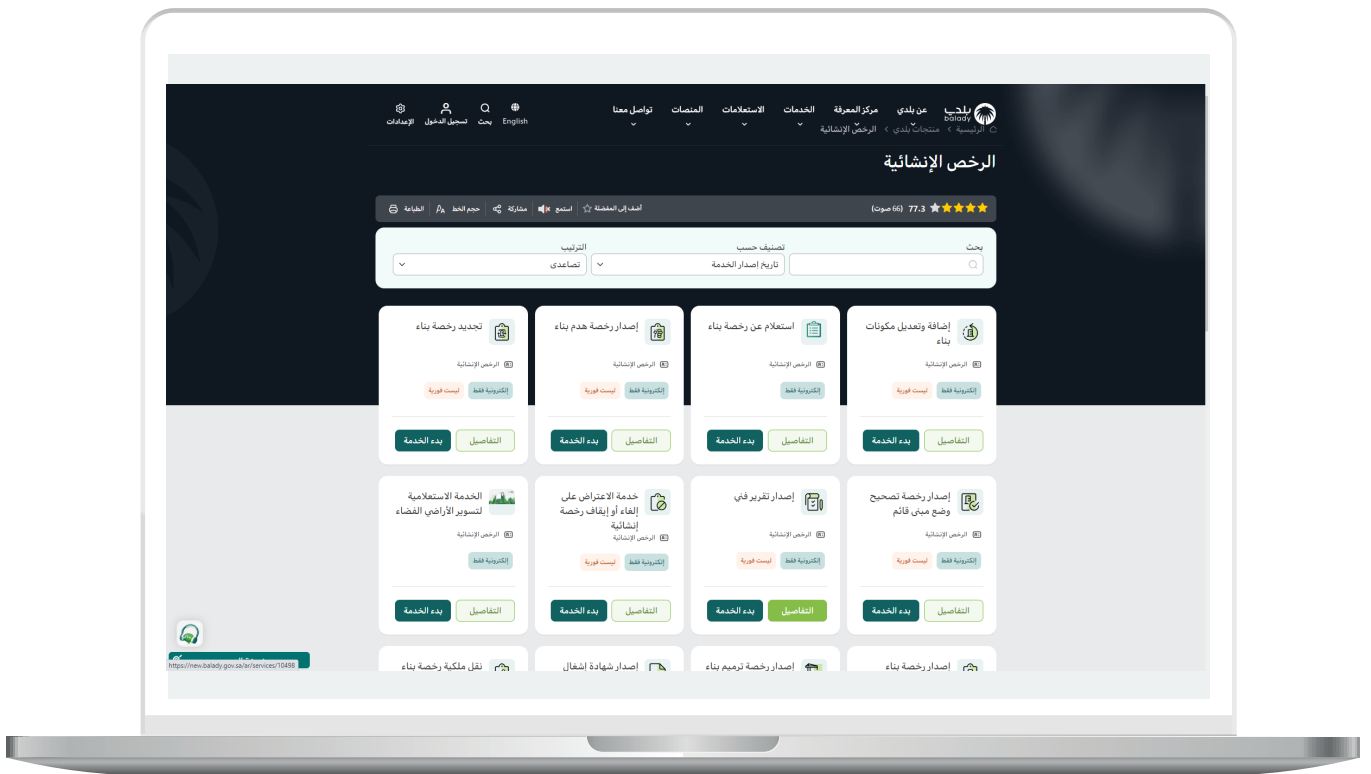 بلدي
balady
عن بلدي
مركز المعرفة
الخدمات
الاستعلامات
المنصات
تواصل معنا
English
بحث
تسجيل الدخول
الإعدادات
الرئيسية > منتجات بلدي > الرخص الإنشائية
الرخص الإنشائية
77.3 (66 صوت)
أضف إلى المفضلة
استمع
مشاركة
حجم الخط
الطباعة
بحث
تصنيف حسب
تاريخ إصدار الخدمة
الترتيب
تصاعدى
إضافة وتعديل مكونات
بناء
الرخص الإنشائية
إلكترونية فقط
ليست فورية
التفاصيل
بدء الخدمة
استعلام عن رخصة بناء
الرخص الإنشائية
إلكترونية فقط
التفاصيل
بدء الخدمة
إصدار رخصة هدم بناء
الرخص الإنشائية
إلكترونية فقط
ليست فورية
التفاصيل
بدء الخدمة
تجديد رخصة بناء
الرخص الإنشائية
إلكترونية فقط
ليست فورية
التفاصيل
بدء الخدمة
إصدار رخصة تصحيح
وضع مبنى قائم
الرخص الإنشائية
إلكترونية فقط
ليست فورية
التفاصيل
بدء الخدمة
إصدار تقرير فني
الرخص الإنشائية
إلكترونية فقط
ليست فورية
التفاصيل
بدء الخدمة
خدمة الاعتراض على
إلغاء أو إيقاف رخصة
إنشائية
الرخص الإنشائية
إلكترونية فقط
ليست فورية
التفاصيل
بدء الخدمة
الخدمة الاستعلامية
لتسوير الأراضي الفضاء
الرخص الإنشائية
إلكترونية فقط
التفاصيل
بدء الخدمة
إصدار رخصة بناء
إصدار رخصة ترميم بناء
إصدار شهادة إشغال
نقل ملكية رخصة بناء
https://new.balady.gov.sa/ar/services/10498